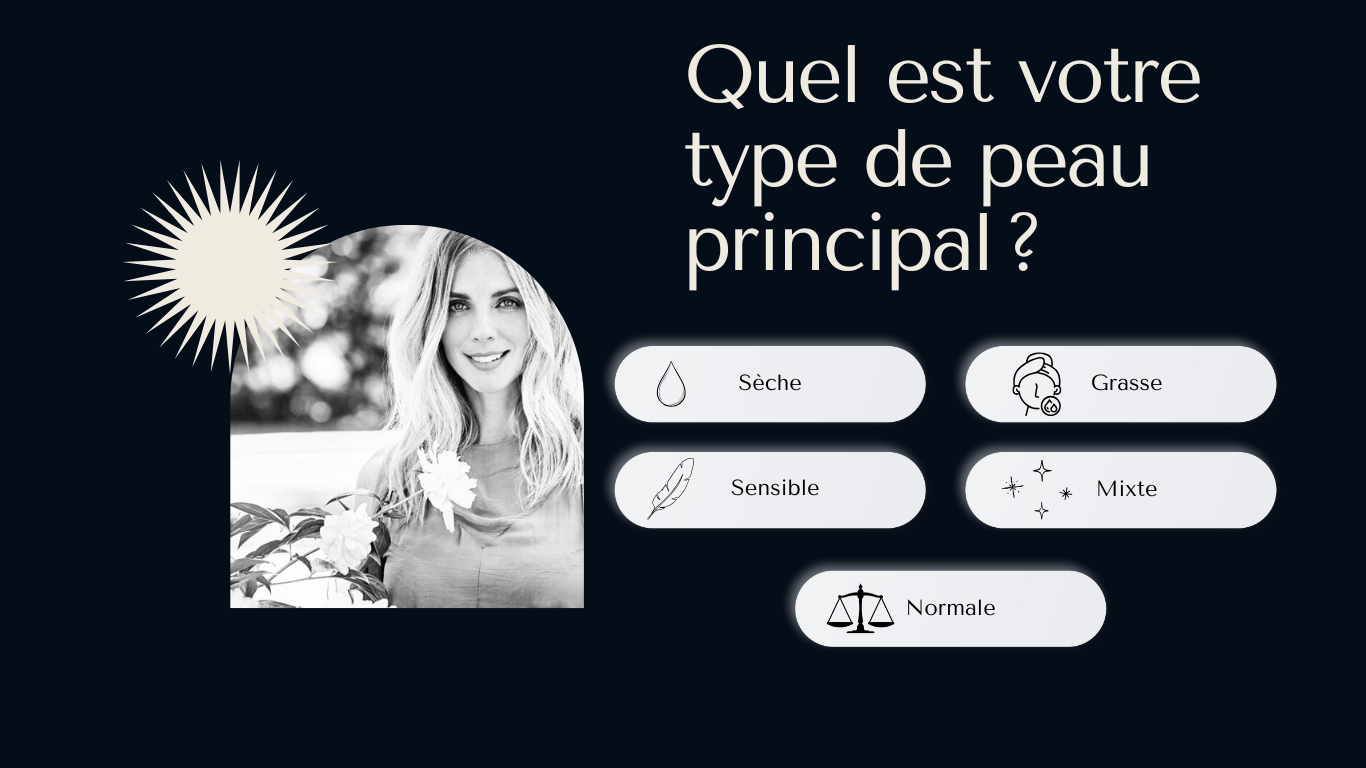 Quel est votre
type de peau
principal ?
Sèche
Grasse
Sensible
Mixte
Normale